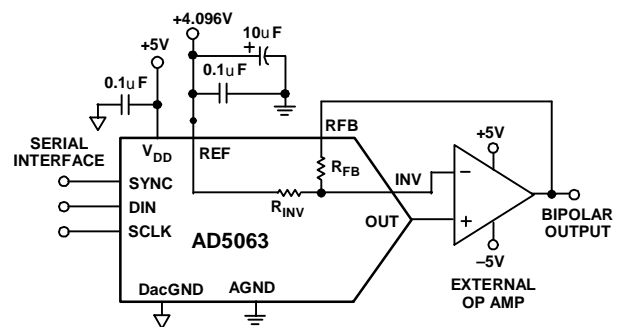 +4.096V
+5V
10uF
+
0.1uF
0.1uF
RFB
SERIAL
INTERFACE
VDD
REF
RFB
+5V
SYNC
INV
–
DIN
RINV
OUT
+
SCLK
AD5063
BIPOLAR
OUTPUT
–5V
DacGND
AGND
EXTERNAL
OP AMP